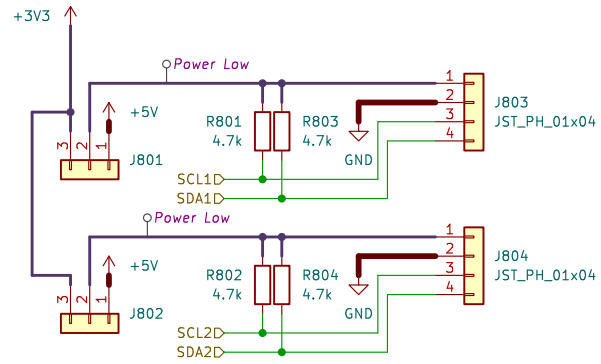 +3V3
Power Low
+5V
3 2 1
J801
R801
4.7k
R803
4.7k
GND
1
2
3
4
J803
JST_PH_01x04
SCL1
SDA1
Power Low
+5V
3 2 1
J802
R802
4.7k
R804
4.7k
GND
1
2
3
4
J804
JST_PH_01x04
SCL2
SDA2